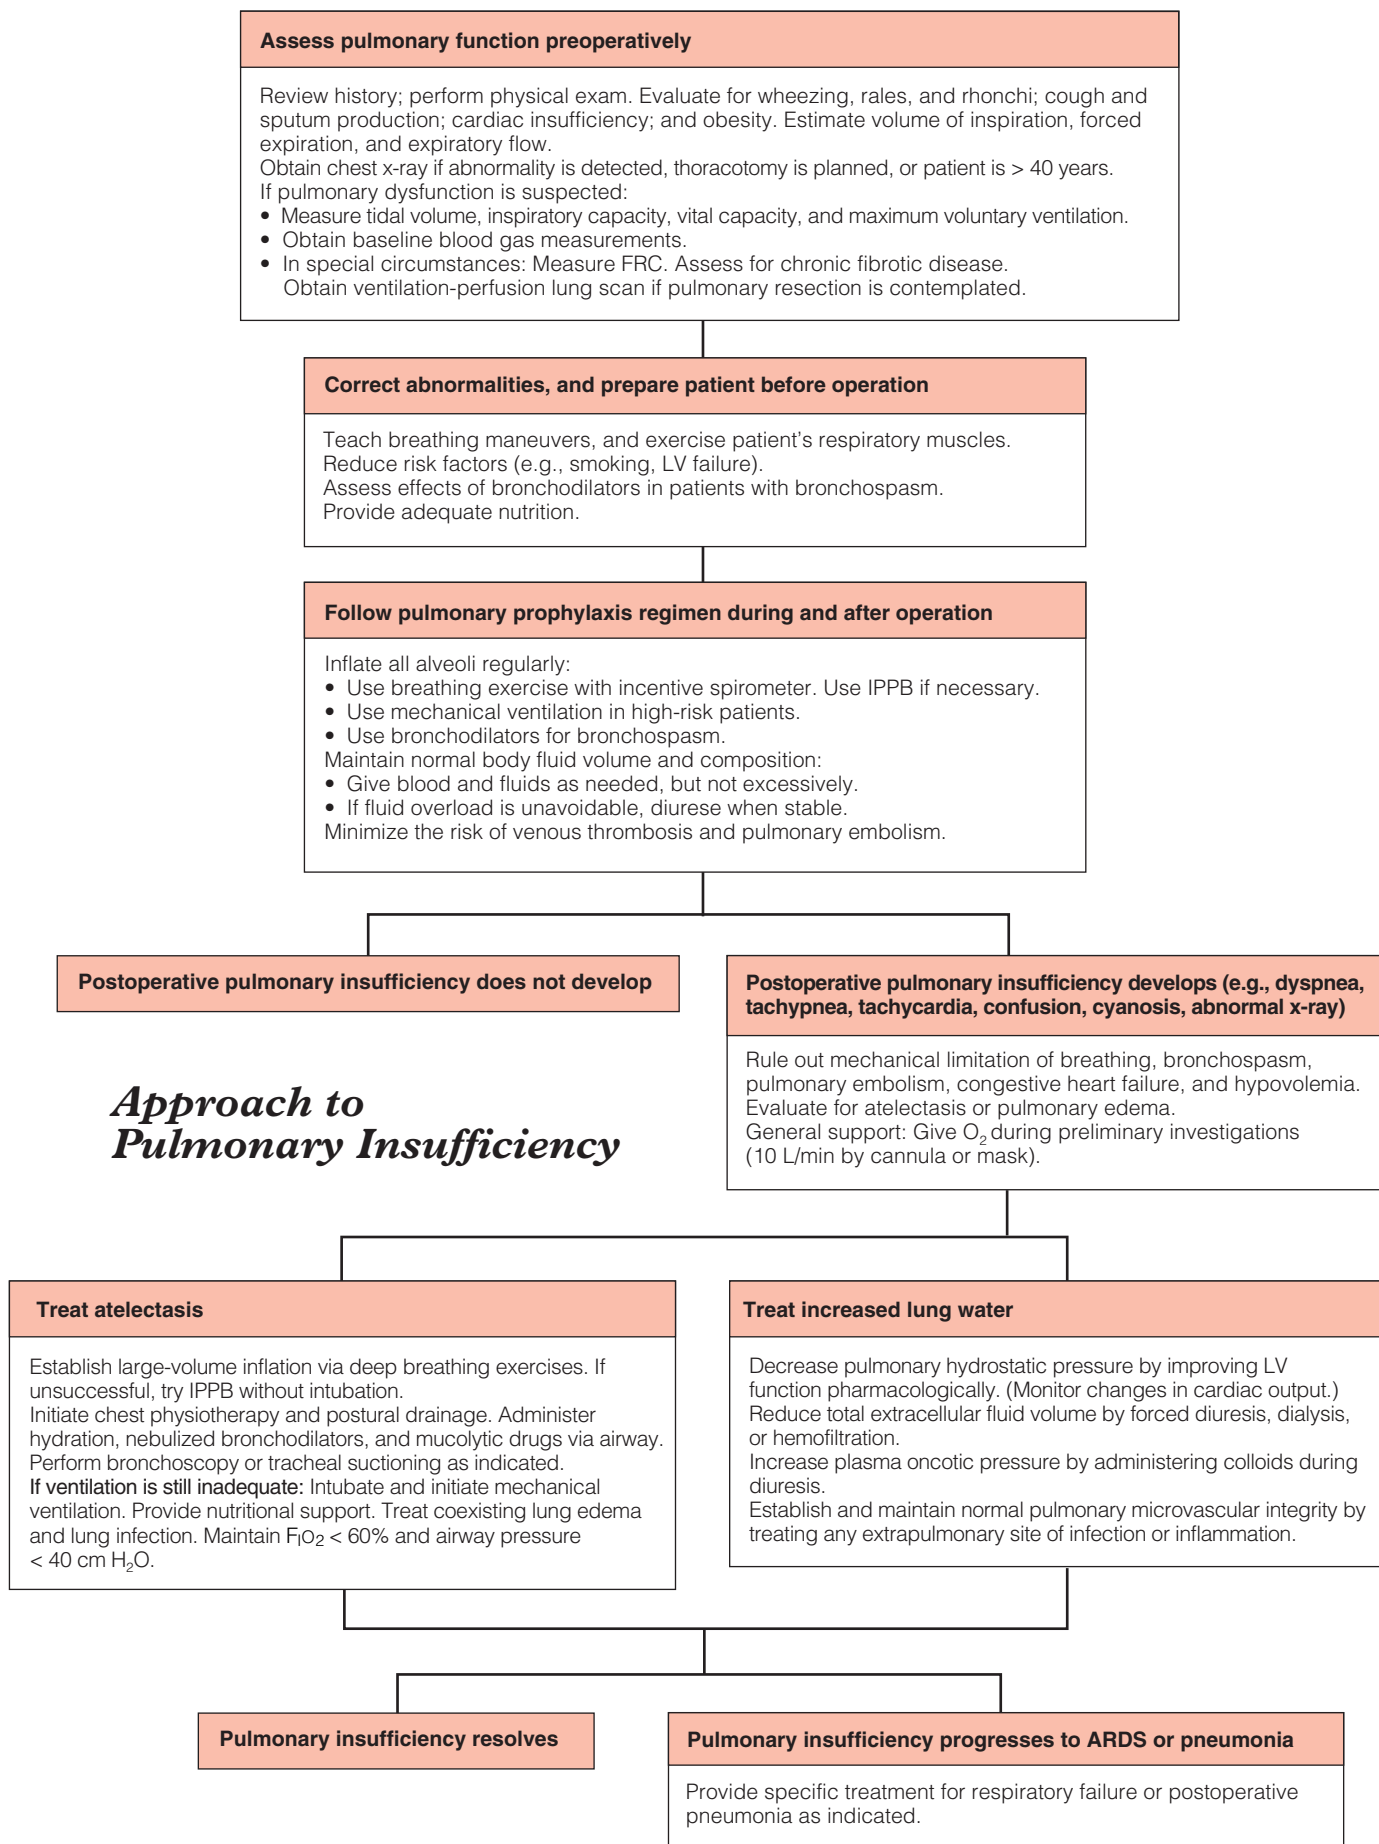 Assess pulmonary function preoperatively
Review history; perform physical exam. Evaluate for wheezing, rales, and rhonchi; cough and
sputum production; cardiac insufficiency; and obesity. Estimate volume of inspiration, forced
expiration, and expiratory flow.
Obtain chest x-ray if abnormality is detected, thoracotomy is planned, or patient is > 40 years.
If pulmonary dysfunction is suspected:
• Measure tidal volume, inspiratory capacity, vital capacity, and maximum voluntary ventilation.
• Obtain baseline blood gas measurements.
• In special circumstances: Measure FRC. Assess for chronic fibrotic disease.
Obtain ventilation-perfusion lung scan if pulmonary resection is contemplated.
Correct abnormalities, and prepare patient before operation
Teach breathing maneuvers, and exercise patient's respiratory muscles.
Reduce risk factors (e.g., smoking, LV failure).
Assess effects of bronchodilators in patients with bronchospasm.
Provide adequate nutrition.
Follow pulmonary prophylaxis regimen during and after operation
Inflate all alveoli regularly:
• Use breathing exercise with incentive spirometer. Use IPPB if necessary.
• Use mechanical ventilation in high-risk patients.
• Use bronchodilators for bronchospasm.
Maintain normal body fluid volume and composition:
• Give blood and fluids as needed, but not excessively.
• If fluid overload is unavoidable, diurese when stable.
Minimize the risk of venous thrombosis and pulmonary embolism.
Postoperative pulmonary insufficiency does not develop
Postoperative pulmonary insufficiency develops (e.g., dyspnea,
tachypnea, tachycardia, confusion, cyanosis, abnormal x-ray)
Rule out mechanical limitation of breathing, bronchospasm,
pulmonary embolism, congestive heart failure, and hypovolemia.
Evaluate for atelectasis or pulmonary edema.
General support: Give O₂ during preliminary investigations
(10 L/min by cannula or mask).
Approach to
Pulmonary Insufficiency
Treat atelectasis
Establish large-volume inflation via deep breathing exercises. If
unsuccessful, try IPPB without intubation.
Initiate chest physiotherapy and postural drainage. Administer
hydration, nebulized bronchodilators, and mucolytic drugs via airway.
Perform bronchoscopy or tracheal suctioning as indicated.
If ventilation is still inadequate: Intubate and initiate mechanical
ventilation. Provide nutritional support. Treat coexisting lung edema
and lung infection. Maintain FIO₂ < 60% and airway pressure
< 40 cm H₂O.
Treat increased lung water
Decrease pulmonary hydrostatic pressure by improving LV
function pharmacologically. (Monitor changes in cardiac output.)
Reduce total extracellular fluid volume by forced diuresis, dialysis,
or hemofiltration.
Increase plasma oncotic pressure by administering colloids during
diuresis.
Establish and maintain normal pulmonary microvascular integrity by
treating any extrapulmonary site of infection or inflammation.
Pulmonary insufficiency resolves
Pulmonary insufficiency progresses to ARDS or pneumonia
Provide specific treatment for respiratory failure or postoperative
pneumonia as indicated.